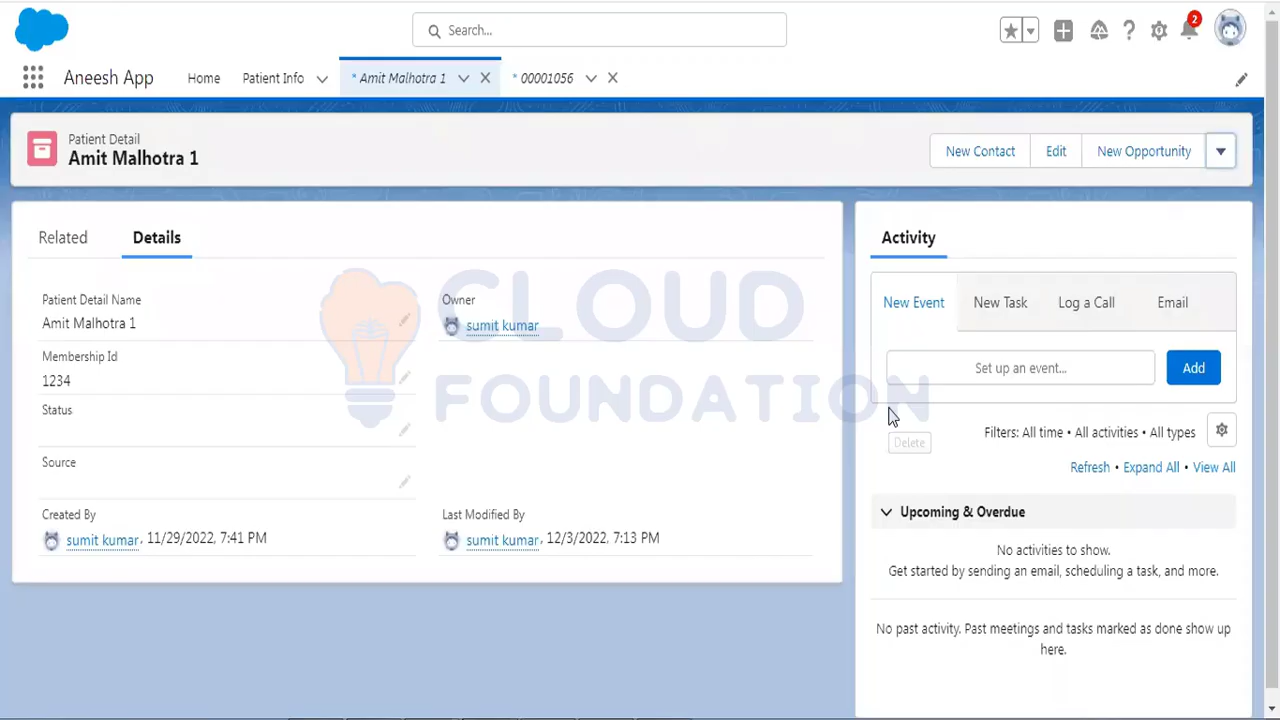 Search...
2
Aneesh App Home Patient Info * Amit Malhotra 1 * 00001056
Patient Detail
Amit Malhotra 1
New Contact Edit New Opportunity
Related Details
Patient Detail Name
Amit Malhotra 1
Owner
sumit kumar
Membership Id
1234
Status
Source
Created By
sumit kumar, 11/29/2022, 7:41 PM
Last Modified By
sumit kumar, 12/3/2022, 7:13 PM
CLOUD
FOUNDATION
Activity
New Event New Task Log a Call Email
Set up an event... Add
Delete
Filters: All time • All activities • All types
Refresh • Expand All • View All
Upcoming & Overdue
No activities to show.
Get started by sending an email, scheduling a task, and more.
No past activity. Past meetings and tasks marked as done show up
here.